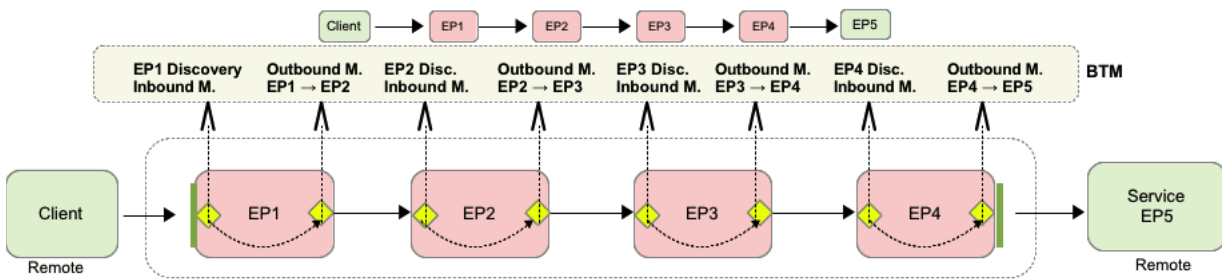 Client
EP1
EP2
EP3
EP4
EP5
EP1 Discovery
Inbound M.
Outbound M.
EP1 → EP2
EP2 Disc.
Inbound M.
Outbound M.
EP2 → EP3
EP3 Disc.
Inbound M.
Outbound M.
EP3 → EP4
EP4 Disc.
Inbound M.
Outbound M.
EP4 → EP5
BTM
Client
EP1
EP2
EP3
EP4
Service
EP5
Remote
Remote